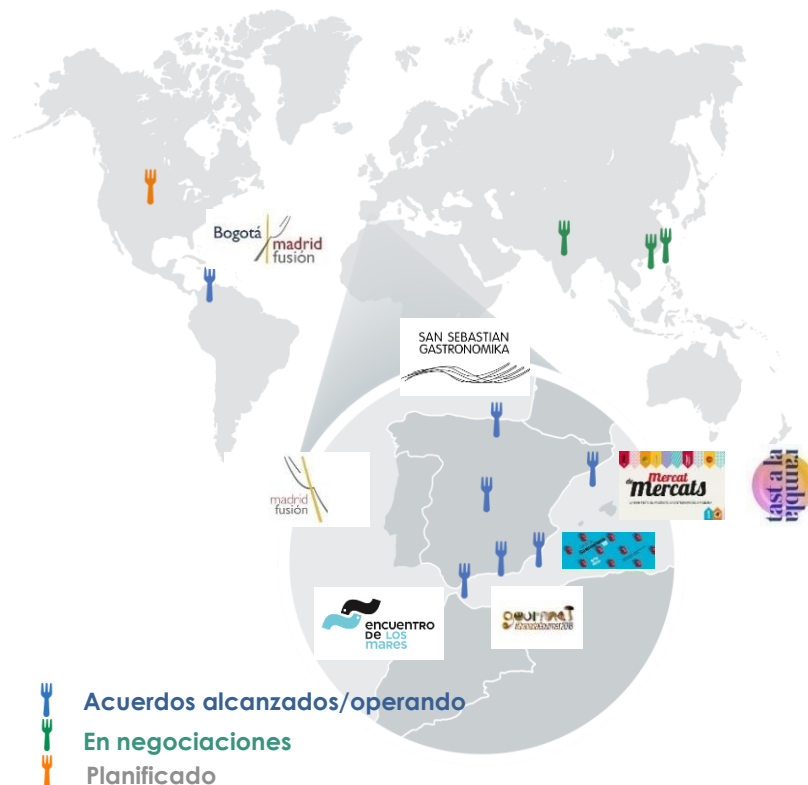 Bogotá
madrid
fusión
SAN SEBASTIAN
GASTRONOMIKA
madrid
fusión
Mercat
de Mercats
tast a la
rambla
encuentro
DE LOS
mares
gourmet
Acuerdos alcanzados/operando
En negociaciones
Planificado